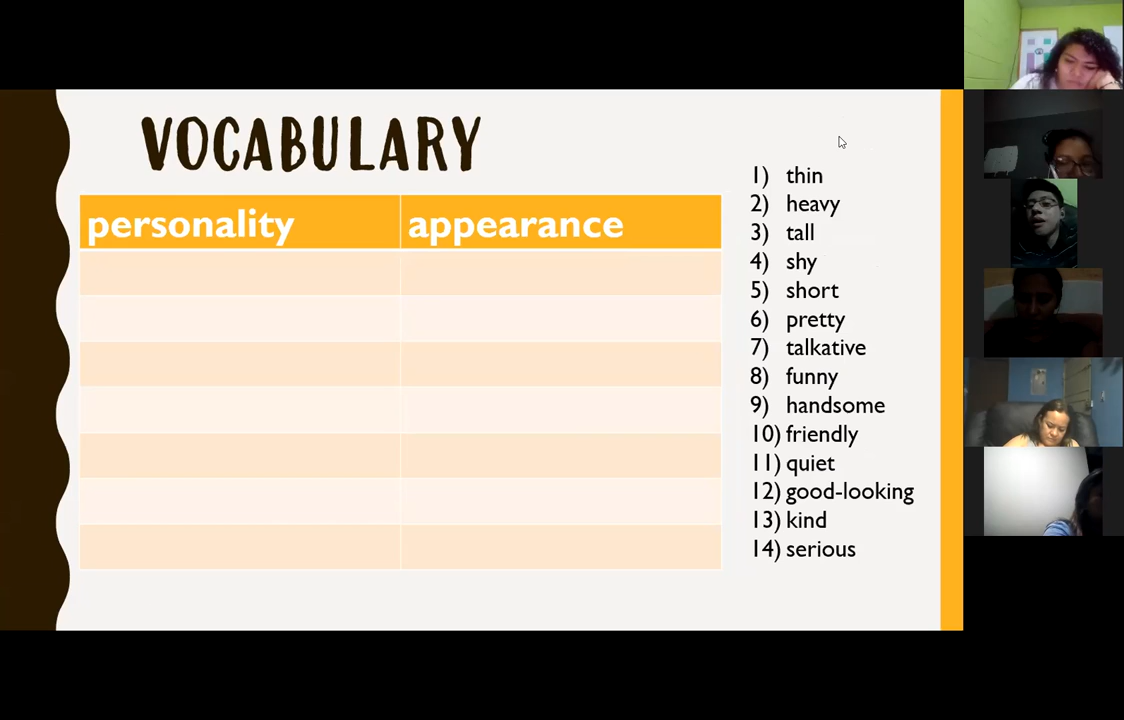 VOCABULARY
personality appearance
1) thin
2) heavy
3) tall
4) shy
5) short
6) pretty
7) talkative
8) funny
9) handsome
10) friendly
11) quiet
12) good-looking
13) kind
14) serious